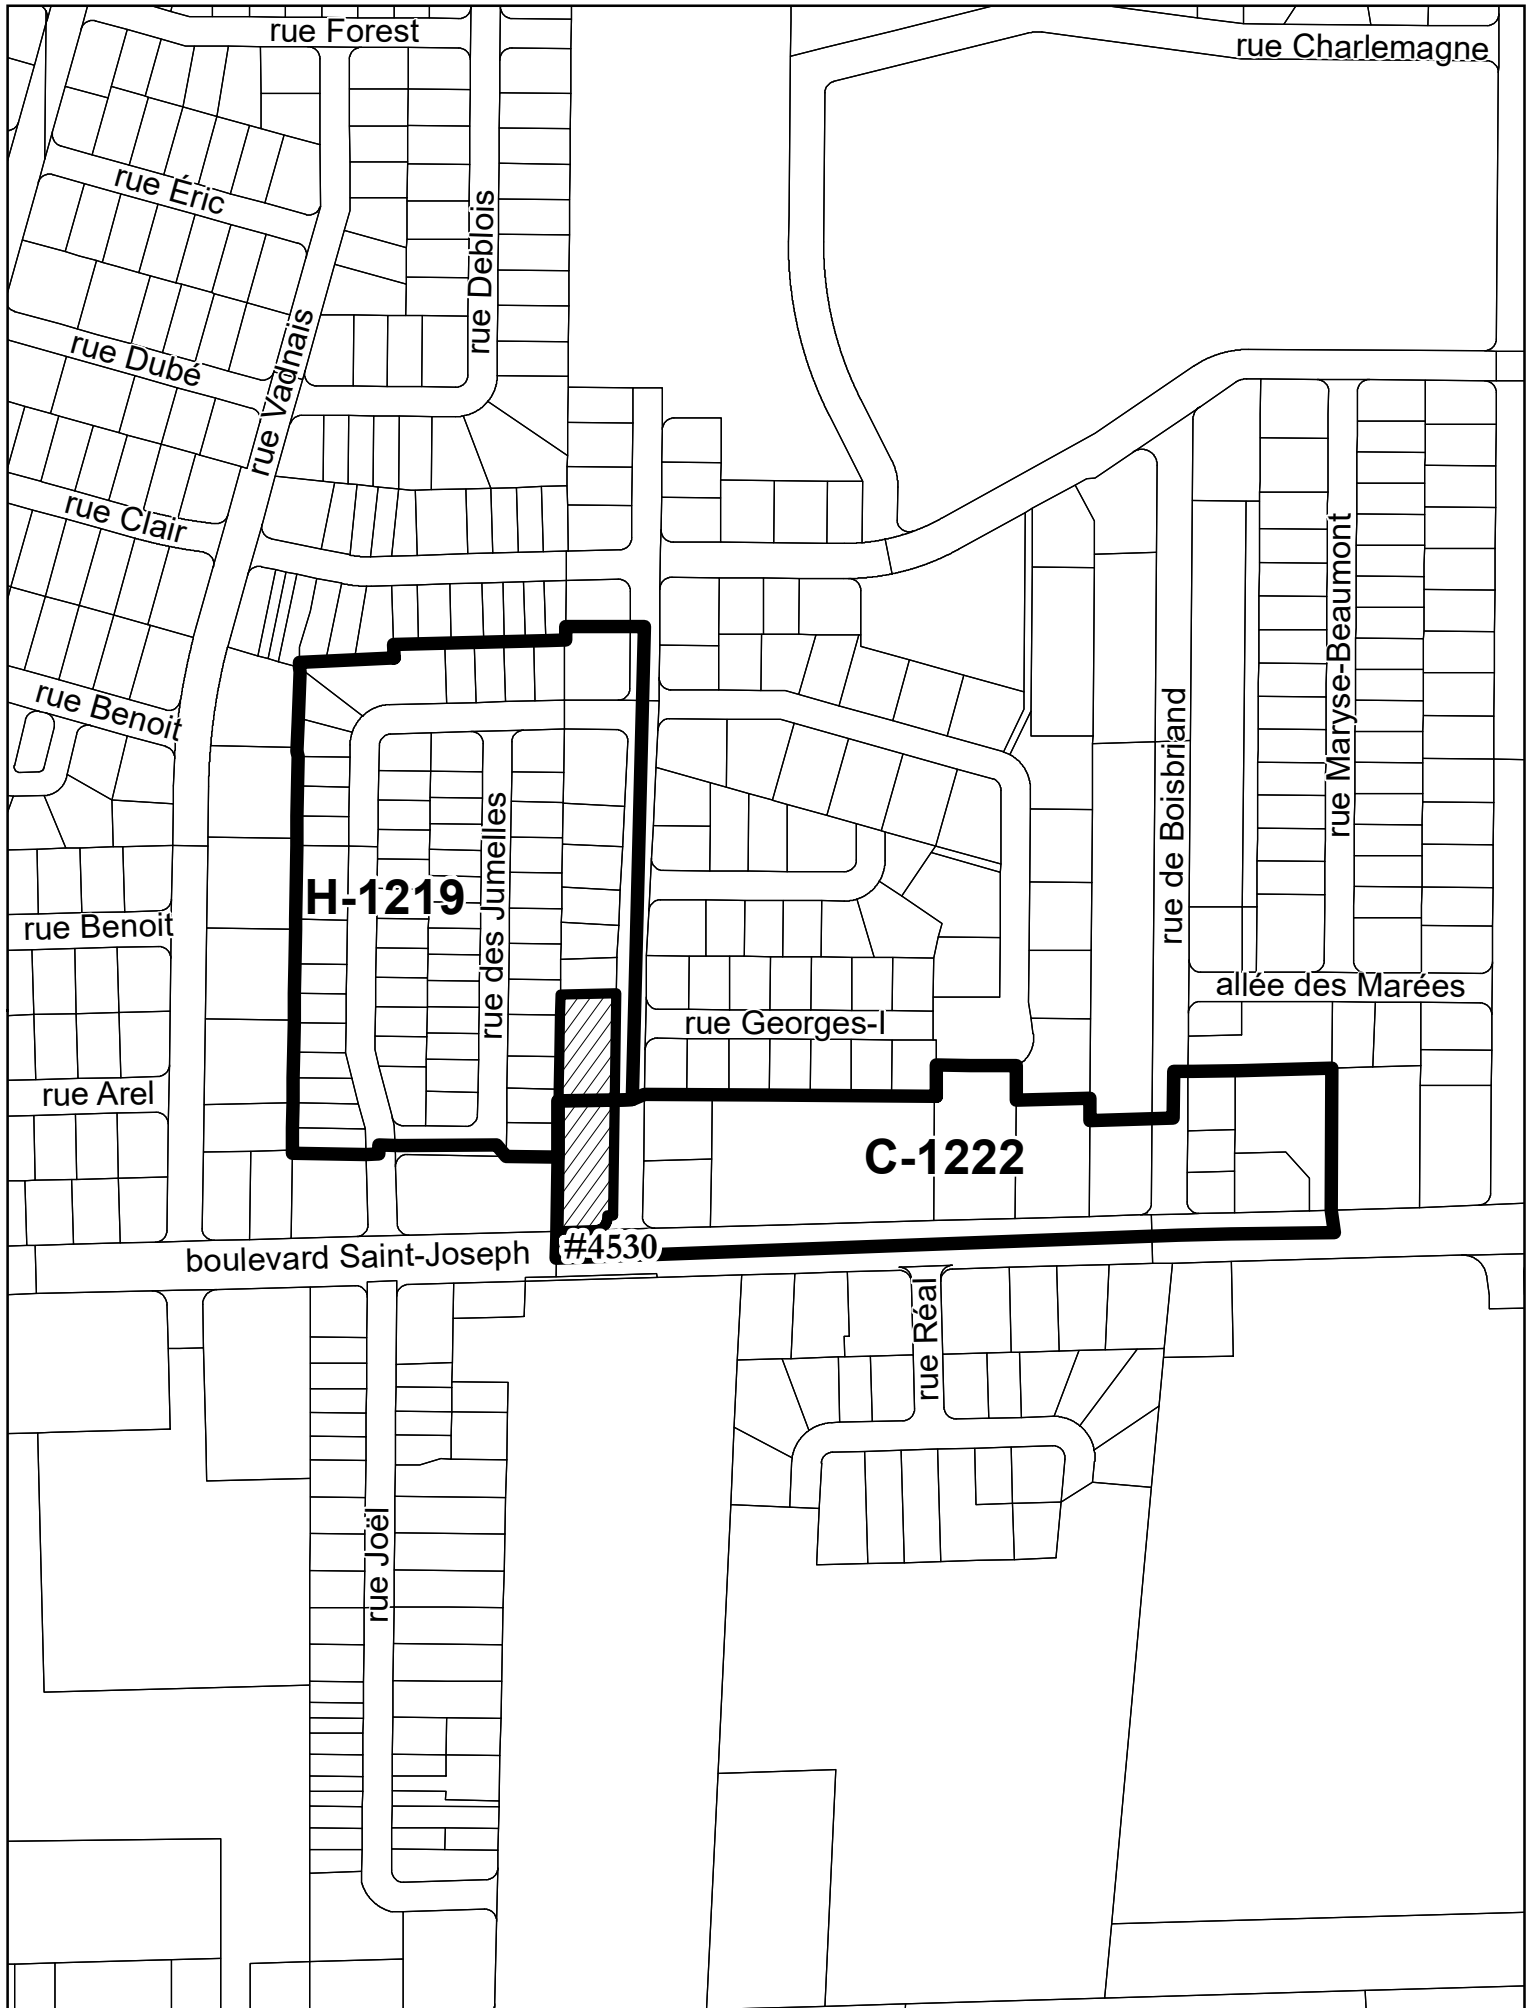 rue Forest
rue Charlemagne
rue Éric
rue Deblois
rue Dubé
rue Vadnais
rue Clair
rue Maryse-Beaumont
rue Benoit
rue de Boisbriand
rue des Jumelles
H-1219
rue Benoit
allée des Marées
rue Georges-I
rue Arel
C-1222
boulevard Saint-Joseph
#4530
rue Réal
rue Joël